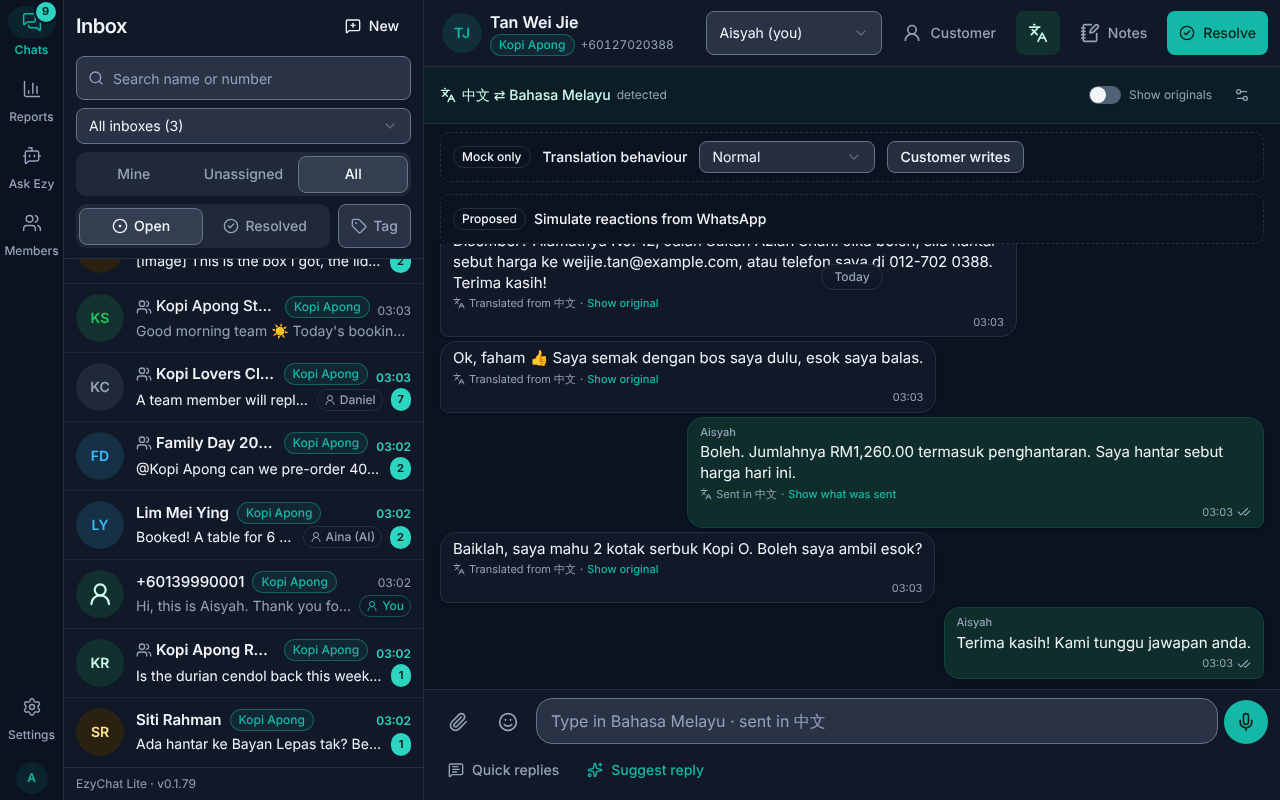 9
Chats
Reports
Ask Ezy
Members
Settings
A
Inbox
New
Search name or number
All inboxes (3)
Mine
Unassigned
All
Open
Resolved
Tag
[Image] This is the box I got, the lid...
2
KS
Kopi Apong St...
Kopi Apong
03:03
Good morning team ☀️ Today's bookin...
KC
Kopi Lovers Cl...
Kopi Apong
03:03
A team member will repl...
Daniel
7
FD
Family Day 20...
Kopi Apong
03:02
@Kopi Apong can we pre-order 40...
2
LY
Lim Mei Ying
Kopi Apong
03:02
Booked! A table for 6 ...
Aina (AI)
2
+60139990001
Kopi Apong
03:02
Hi, this is Aisyah. Thank you fo...
You
KR
Kopi Apong R...
Kopi Apong
03:02
Is the durian cendol back this week...
1
SR
Siti Rahman
Kopi Apong
03:02
Ada hantar ke Bayan Lepas tak? Be...
1
EzyChat Lite · v0.1.79
TJ
Tan Wei Jie
Kopi Apong
+60127020388
Aisyah (you)
Customer
Notes
Resolve
中文 ⇄ Bahasa Melayu detected
Show originals
Mock only
Translation behaviour
Normal
Customer writes
Proposed
Simulate reactions from WhatsApp
sebut harga ke weijie.tan@example.com, atau telefon saya di 012-702 0388.
Today
Terima kasih!
Translated from 中文 · Show original
03:03
Ok, faham 👍 Saya semak dengan bos saya dulu, esok saya balas.
Translated from 中文 · Show original
03:03
Aisyah
Boleh. Jumlahnya RM1,260.00 termasuk penghantaran. Saya hantar sebut
harga hari ini.
Sent in 中文 · Show what was sent
03:03
Baiklah, saya mahu 2 kotak serbuk Kopi O. Boleh saya ambil esok?
Translated from 中文 · Show original
03:03
Aisyah
Terima kasih! Kami tunggu jawapan anda.
03:03
Type in Bahasa Melayu · sent in 中文
Quick replies
Suggest reply